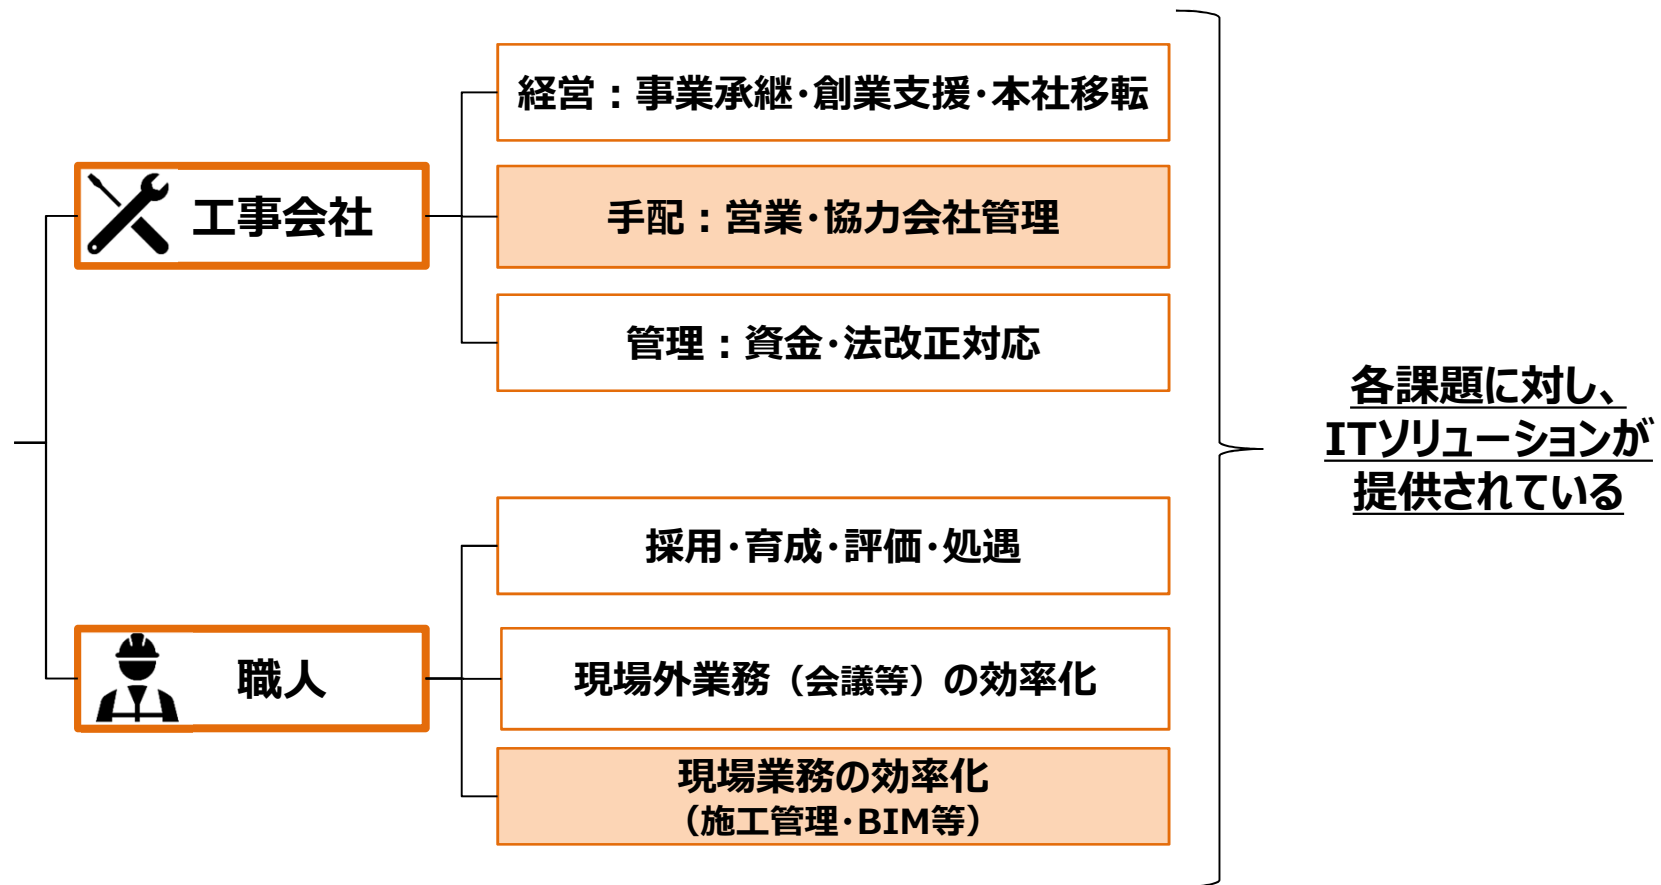 経営：事業承継・創業支援・本社移転
工事会社
手配：営業・協力会社管理
管理：資金・法改正対応
各課題に対し、
ITソリューションが
提供されている
採用・育成・評価・処遇
職人
現場外業務（会議等）の効率化
現場業務の効率化
（施工管理・BIM等）